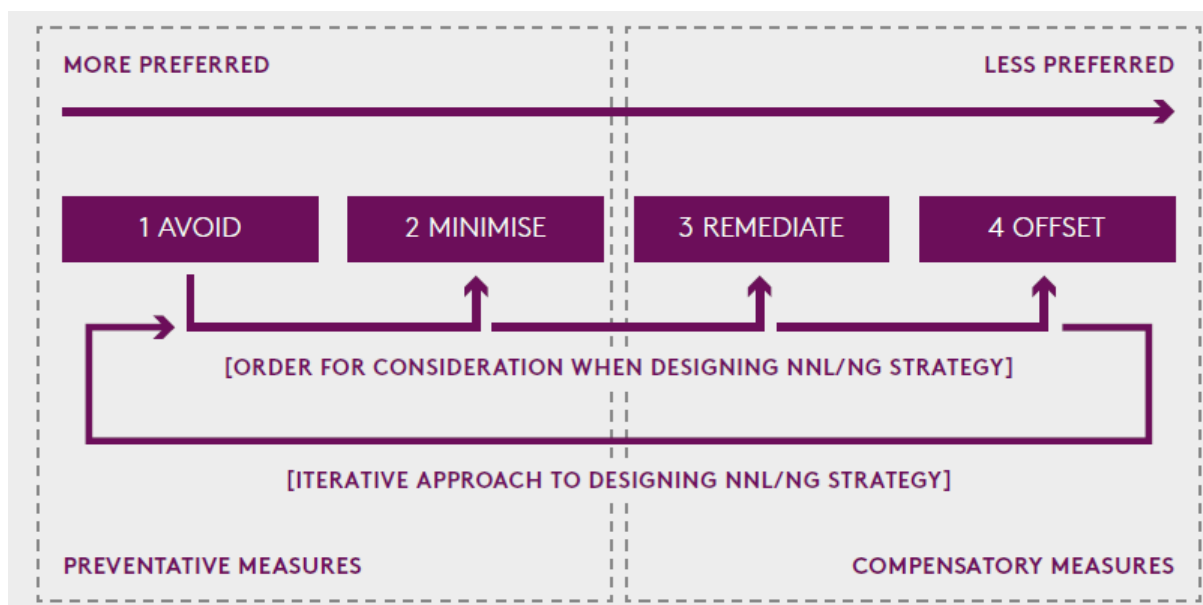 MORE PREFERRED
LESS PREFERRED
1 AVOID
2 MINIMISE
3 REMEDIATE
4 OFFSET
[ORDER FOR CONSIDERATION WHEN DESIGNING NNL/NG STRATEGY]
[ITERATIVE APPROACH TO DESIGNING NNL/NG STRATEGY]
PREVENTATIVE MEASURES
COMPENSATORY MEASURES